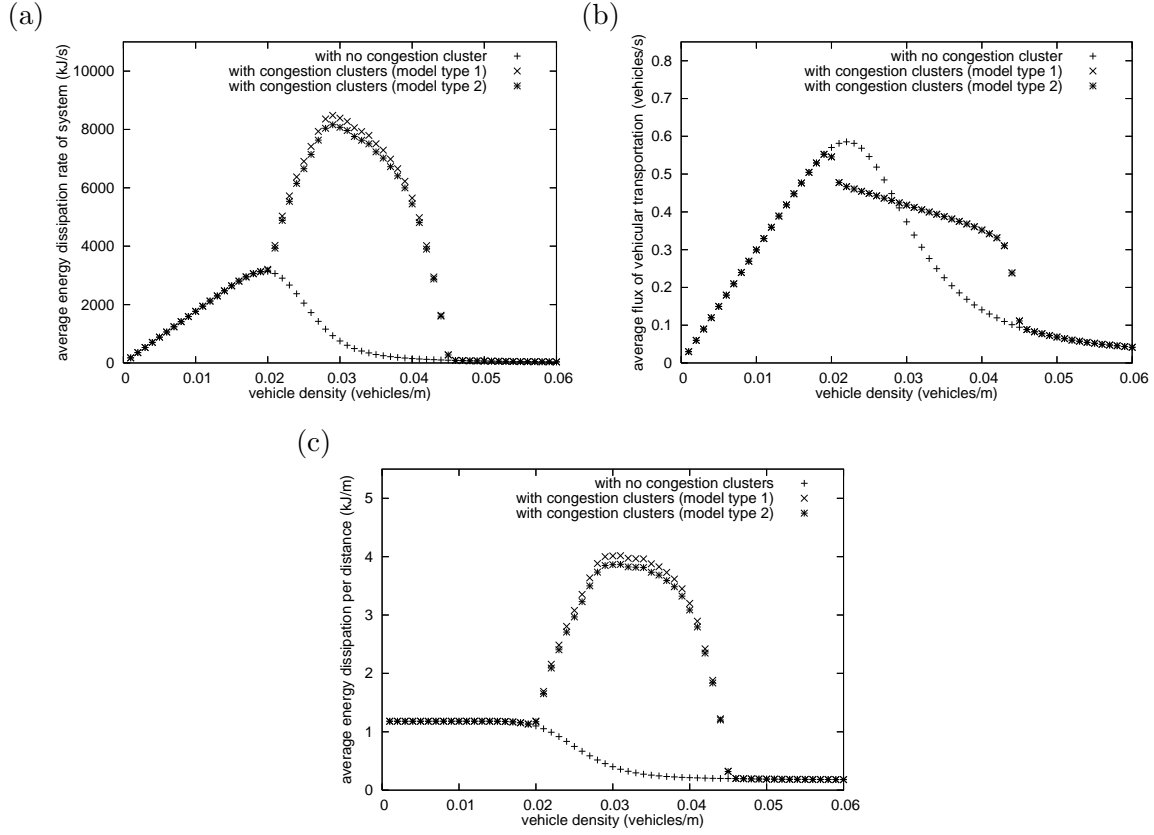 (a)
average energy dissipation rate of system (kJ/s)
10000
8000
6000
4000
2000
0
with no congestion cluster
with congestion clusters (model type 1)
with congestion clusters (model type 2)
0 0.01 0.02 0.03 0.04 0.05 0.06
vehicle density (vehicles/m)
(b)
average flux of vehicular transportation (vehicles/s)
0.8
0.7
0.6
0.5
0.4
0.3
0.2
0.1
0
with no congestion cluster
with congestion clusters (model type 1)
with congestion clusters (model type 2)
0 0.01 0.02 0.03 0.04 0.05 0.06
vehicle density (vehicles/m)
(c)
average energy dissipation per distance (kJ/m)
5
4
3
2
1
0
with no congestion clusters
with congestion clusters (model type 1)
with congestion clusters (model type 2)
0 0.01 0.02 0.03 0.04 0.05 0.06
vehicle density (vehicles/m)